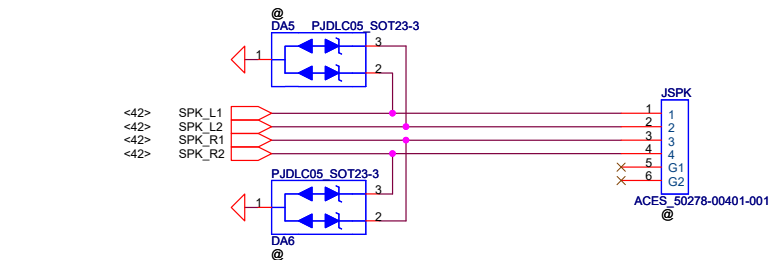 @
DA5 PJDLC05_SOT23-3
3
1
2
JSPK
<42> SPK_L1 1 1
<42> SPK_L2 2 2
<42> SPK_R1 3 3
<42> SPK_R2 4 4
5 G1
6 G2
PJDLC05_SOT23-3
3
1
2
ACES_50278-00401-001
@
DA6
@